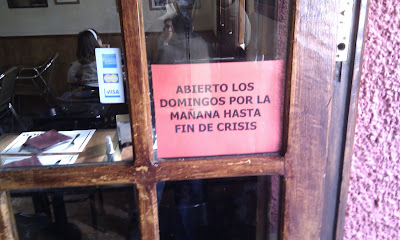 VISA
ABIERTO LOS
DOMINGOS POR LA
MAÑANA HASTA
FIN DE CRISIS